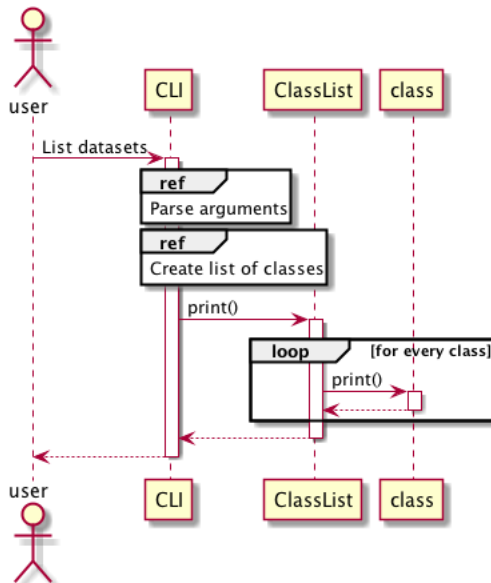 user
CLI
ClassList
class
List datasets
ref
Parse arguments
ref
Create list of classes
print()
loop
[for every class]
print()
user
CLI
ClassList
class